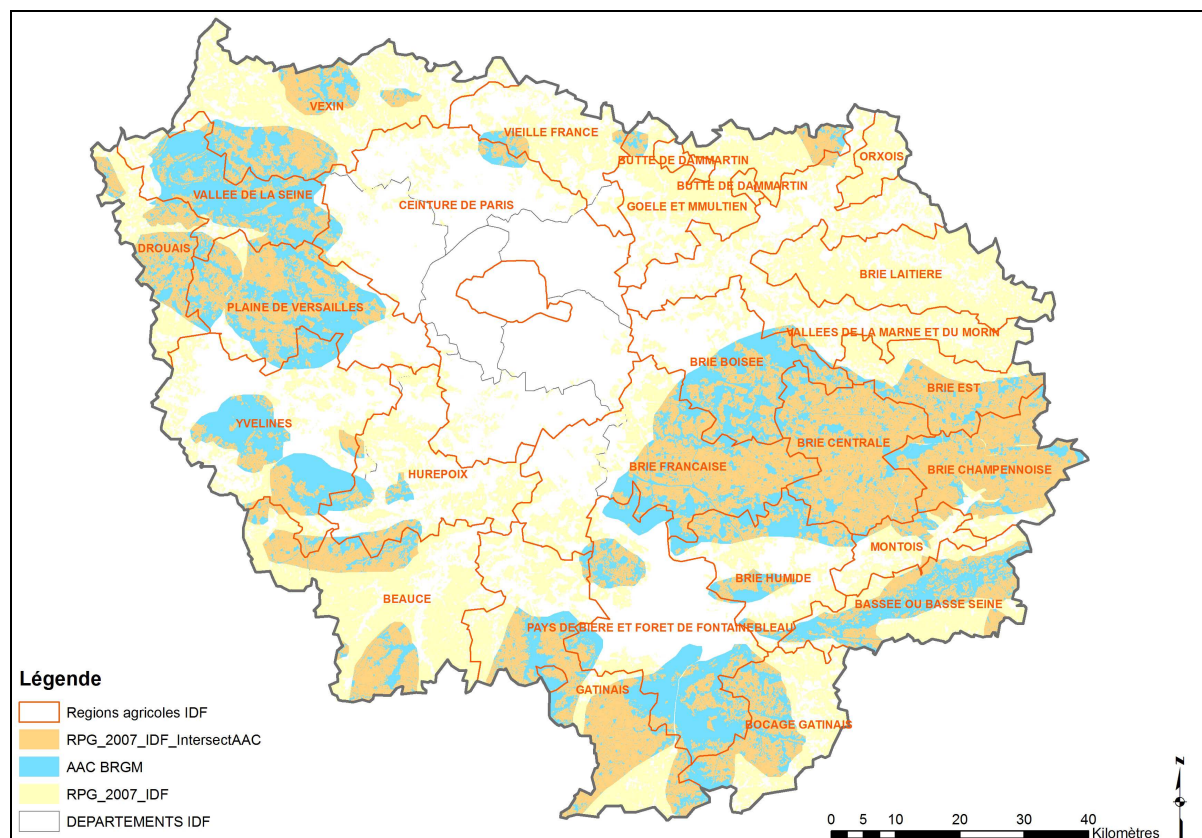 VEXIN
VIEILLE FRANCE
BUTTE DE DAMMARTIN
ORXOIS
BUTTE DE DAMMARTIN
VALLEE DE LA SEINE
CEINTURE DE PARIS
GOELE ET MMULTIEN
DROUAIS
BRIE LAITIERE
PLAINE DE VERSAILLES
VALLEES DE LA MARNE ET DU MORIN
BRIE BOISEE
BRIE EST
YVELINES
BRIE CENTRALE
HUREPOIX
BRIE FRANCAISE
BRIE CHAMPENNOISE
MONTOIS
BRIE HUMIDE
BEAUCE
BASSEE OU BASSE SEINE
PAYS DE BIERE ET FORET DE FONTAINEBLEAU
GATINAIS
BOCAGE GATINAIS
Légende
Regions agricoles IDF
RPG_2007_IDF_IntersectAAC
AAC BRGM
RPG_2007_IDF
DEPARTEMENTS IDF
N
0 5 10 20 30 40
Kilomètres